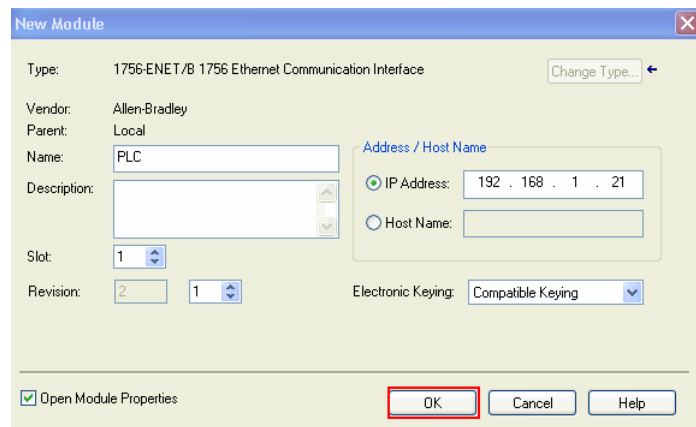 New Module
Type: 1756-ENET/B 1756 Ethernet Communication Interface Change Type...
Vendor: Allen-Bradley
Parent: Local
Name: PLC
Address / Host Name
IP Address: 192 . 168 . 1 . 21
Description:
Host Name:
Slot: 1
Revision: 2 1 Electronic Keying: Compatible Keying
Open Module Properties OK Cancel Help